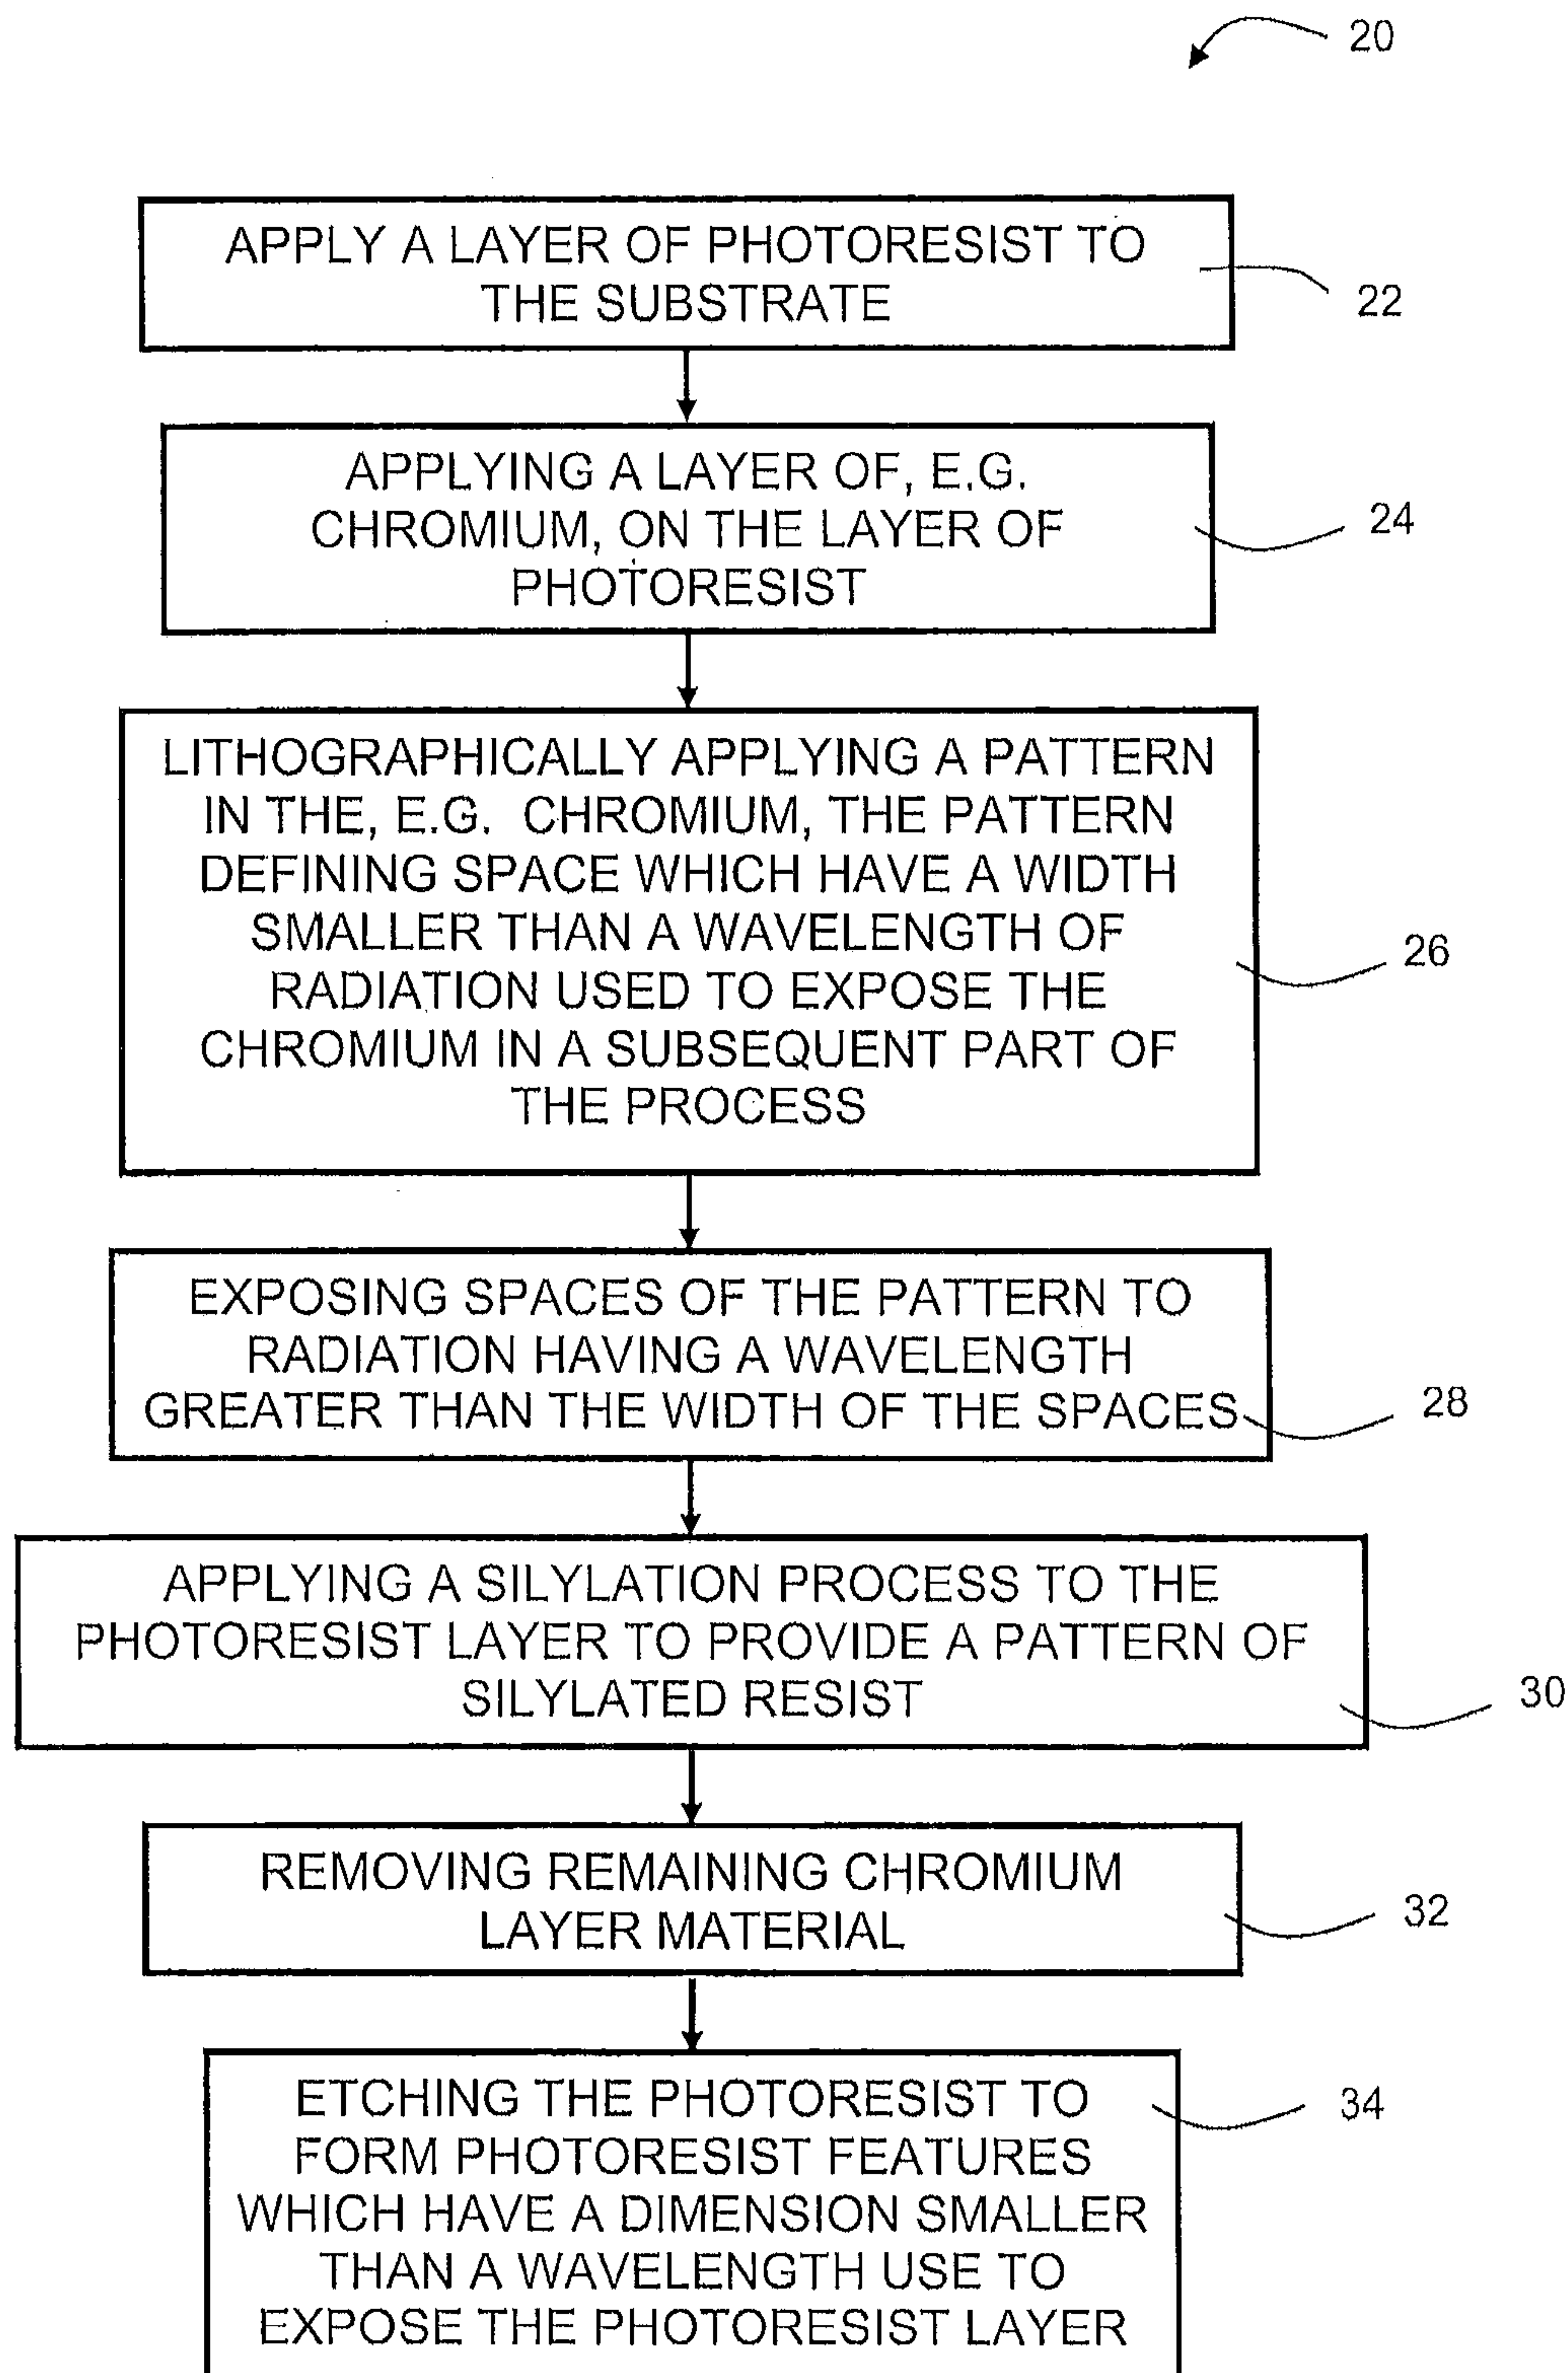 20
APPLY A LAYER OF PHOTORESIST TO
THE SUBSTRATE
22
APPLYING A LAYER OF, E.G.
CHROMIUM, ON THE LAYER OF
PHOTORESIST
24
LITHOGRAPHICALLY APPLYING A PATTERN
IN THE, E.G. CHROMIUM, THE PATTERN
DEFINING SPACE WHICH HAVE A WIDTH
SMALLER THAN A WAVELENGTH OF
RADIATION USED TO EXPOSE THE
CHROMIUM IN A SUBSEQUENT PART OF
THE PROCESS
26
EXPOSING SPACES OF THE PATTERN TO
RADIATION HAVING A WAVELENGTH
GREATER THAN THE WIDTH OF THE SPACES
28
APPLYING A SILYLATION PROCESS TO THE
PHOTORESIST LAYER TO PROVIDE A PATTERN OF
SILYLATED RESIST
30
REMOVING REMAINING CHROMIUM
LAYER MATERIAL
32
ETCHING THE PHOTORESIST TO
FORM PHOTORESIST FEATURES
WHICH HAVE A DIMENSION SMALLER
THAN A WAVELENGTH USE TO
EXPOSE THE PHOTORESIST LAYER
34